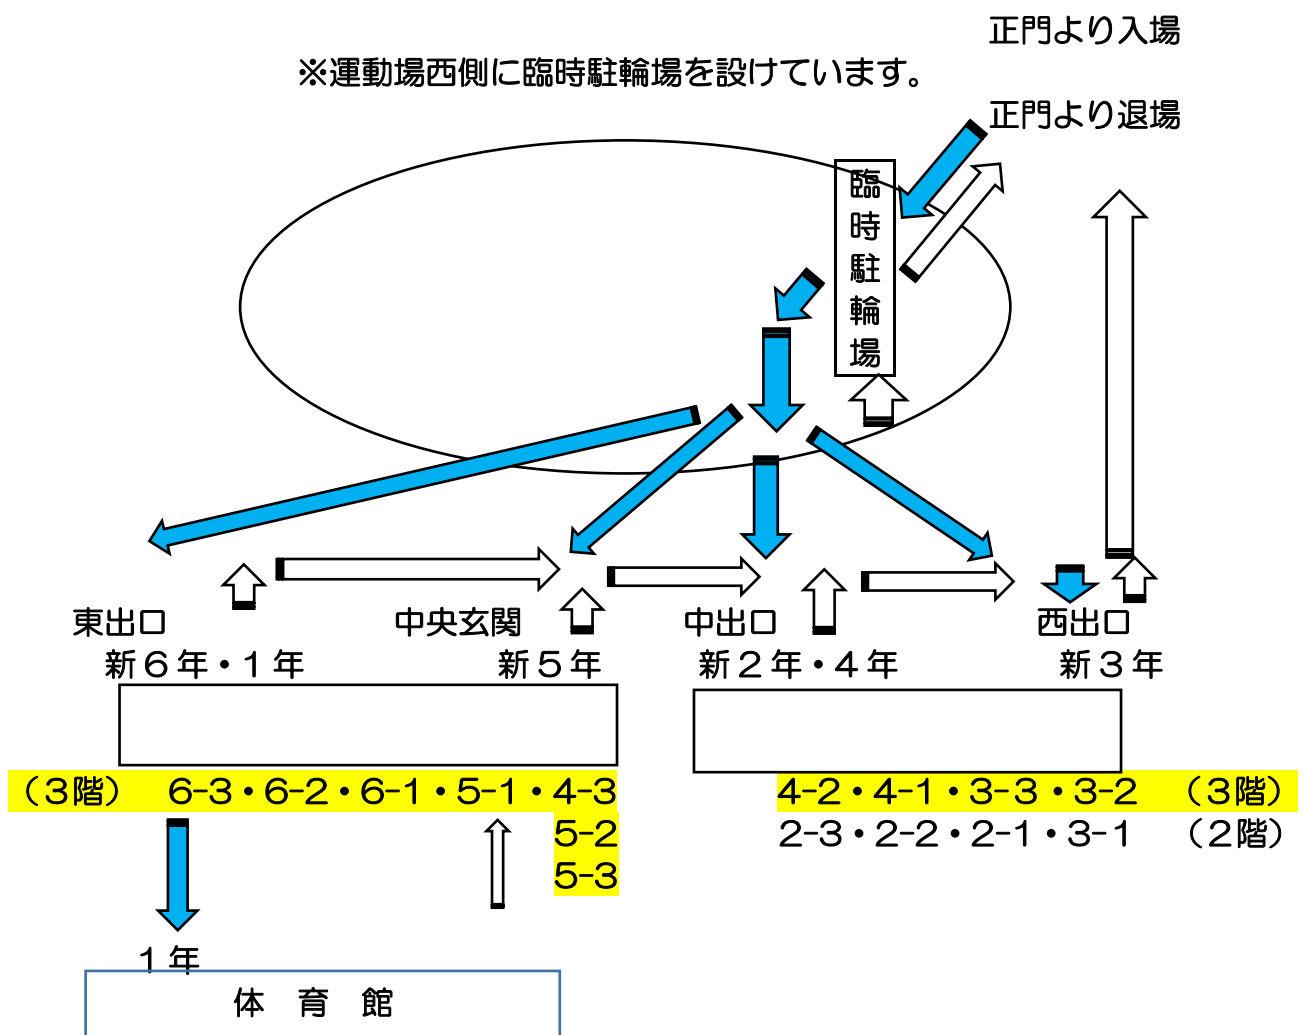 正門より入場
※運動場西側に臨時駐輪場を設けています。
正門より退場
臨時駐輪場
東出口 中央玄関 中出口 西出口
新６年・１年 新５年 新２年・４年 新３年
（３階） 6-3・6-2・6-1・5-1・4-3 4-2・4-1・3-3・3-2 （３階）
5-2 2-3・2-2・2-1・3-1 （２階）
5-3
１年
体 育 館